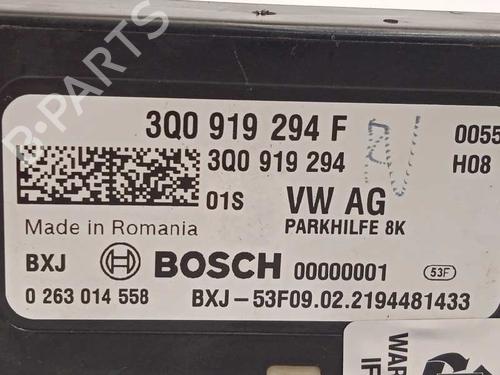 3Q0 919 294 F
0055
3Q0 919 294
H08
01S
VW AG
PARKHILFE 8K
Made in Romania
BXJ
BOSCH
00000001
53F
0 263 014 558
BXJ-53F09.02.2194481433
WAR
B-PARTS